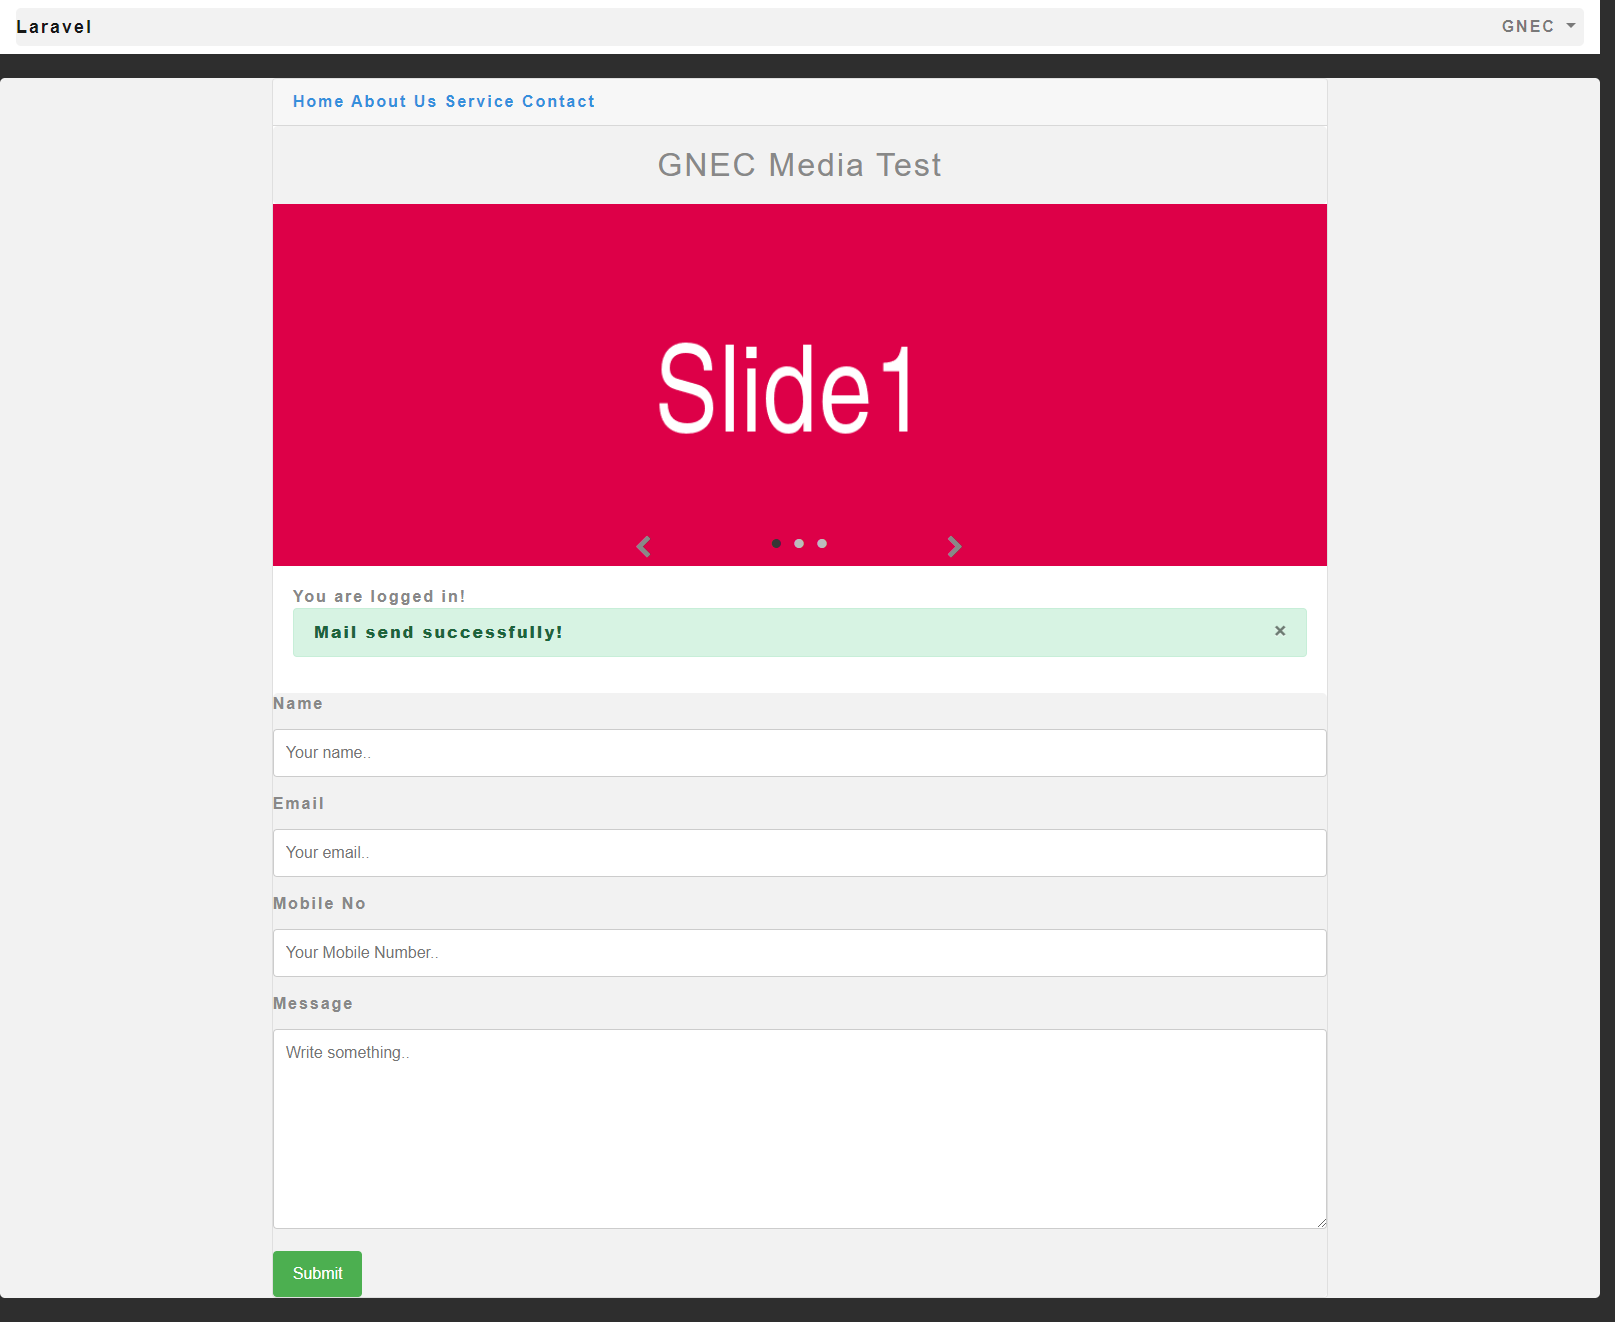 Laravel
GNEC
Home About Us Service Contact
GNEC Media Test
Slide1
You are logged in!
Mail send successfully!
×
Name
Your name..
Email
Your email..
Mobile No
Your Mobile Number..
Message
Write something..
Submit